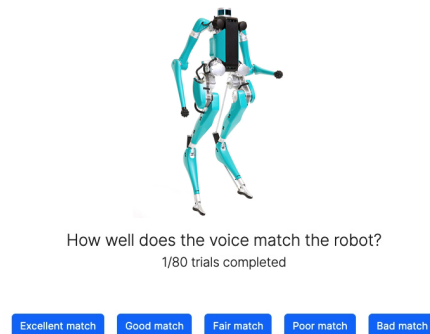 How well does the voice match the robot?
1/80 trials completed
Excellent match Good match Fair match Poor match Bad match